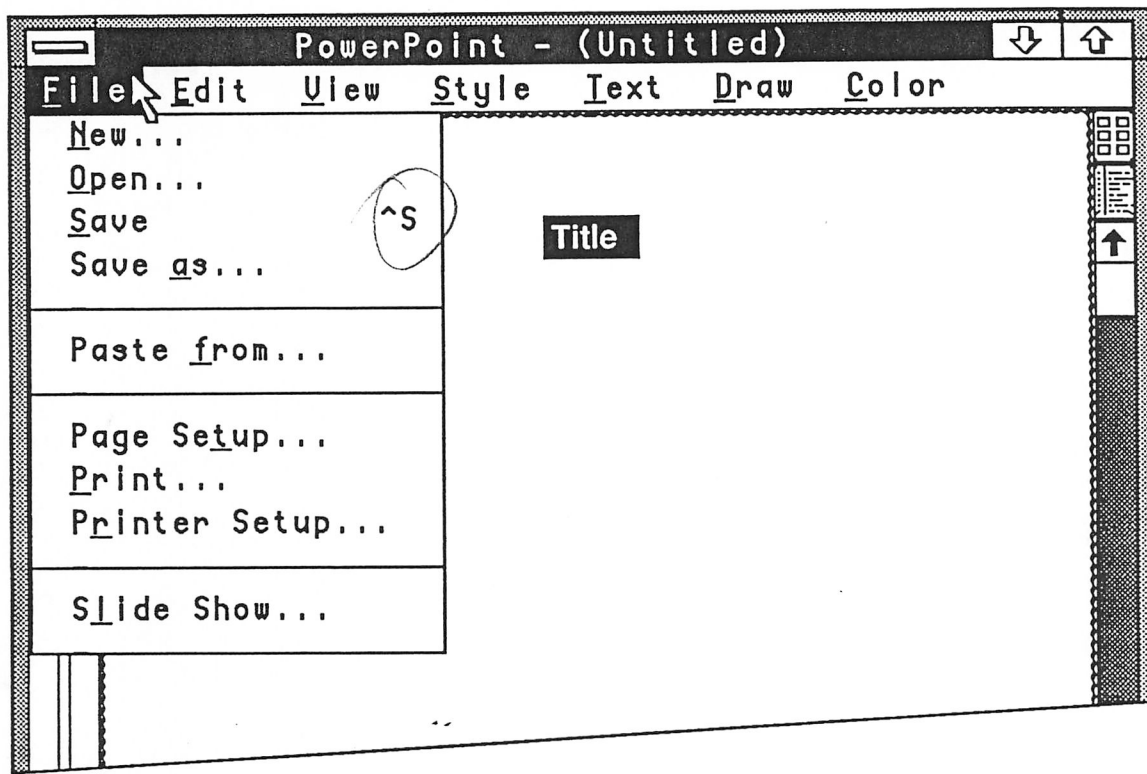 PowerPoint - (Untitled)
File Edit View Style Text Draw Color
New...
Open...
Save ^S
Save as...
Title
Paste from...
Page Setup...
Print...
Printer Setup...
Slide Show...